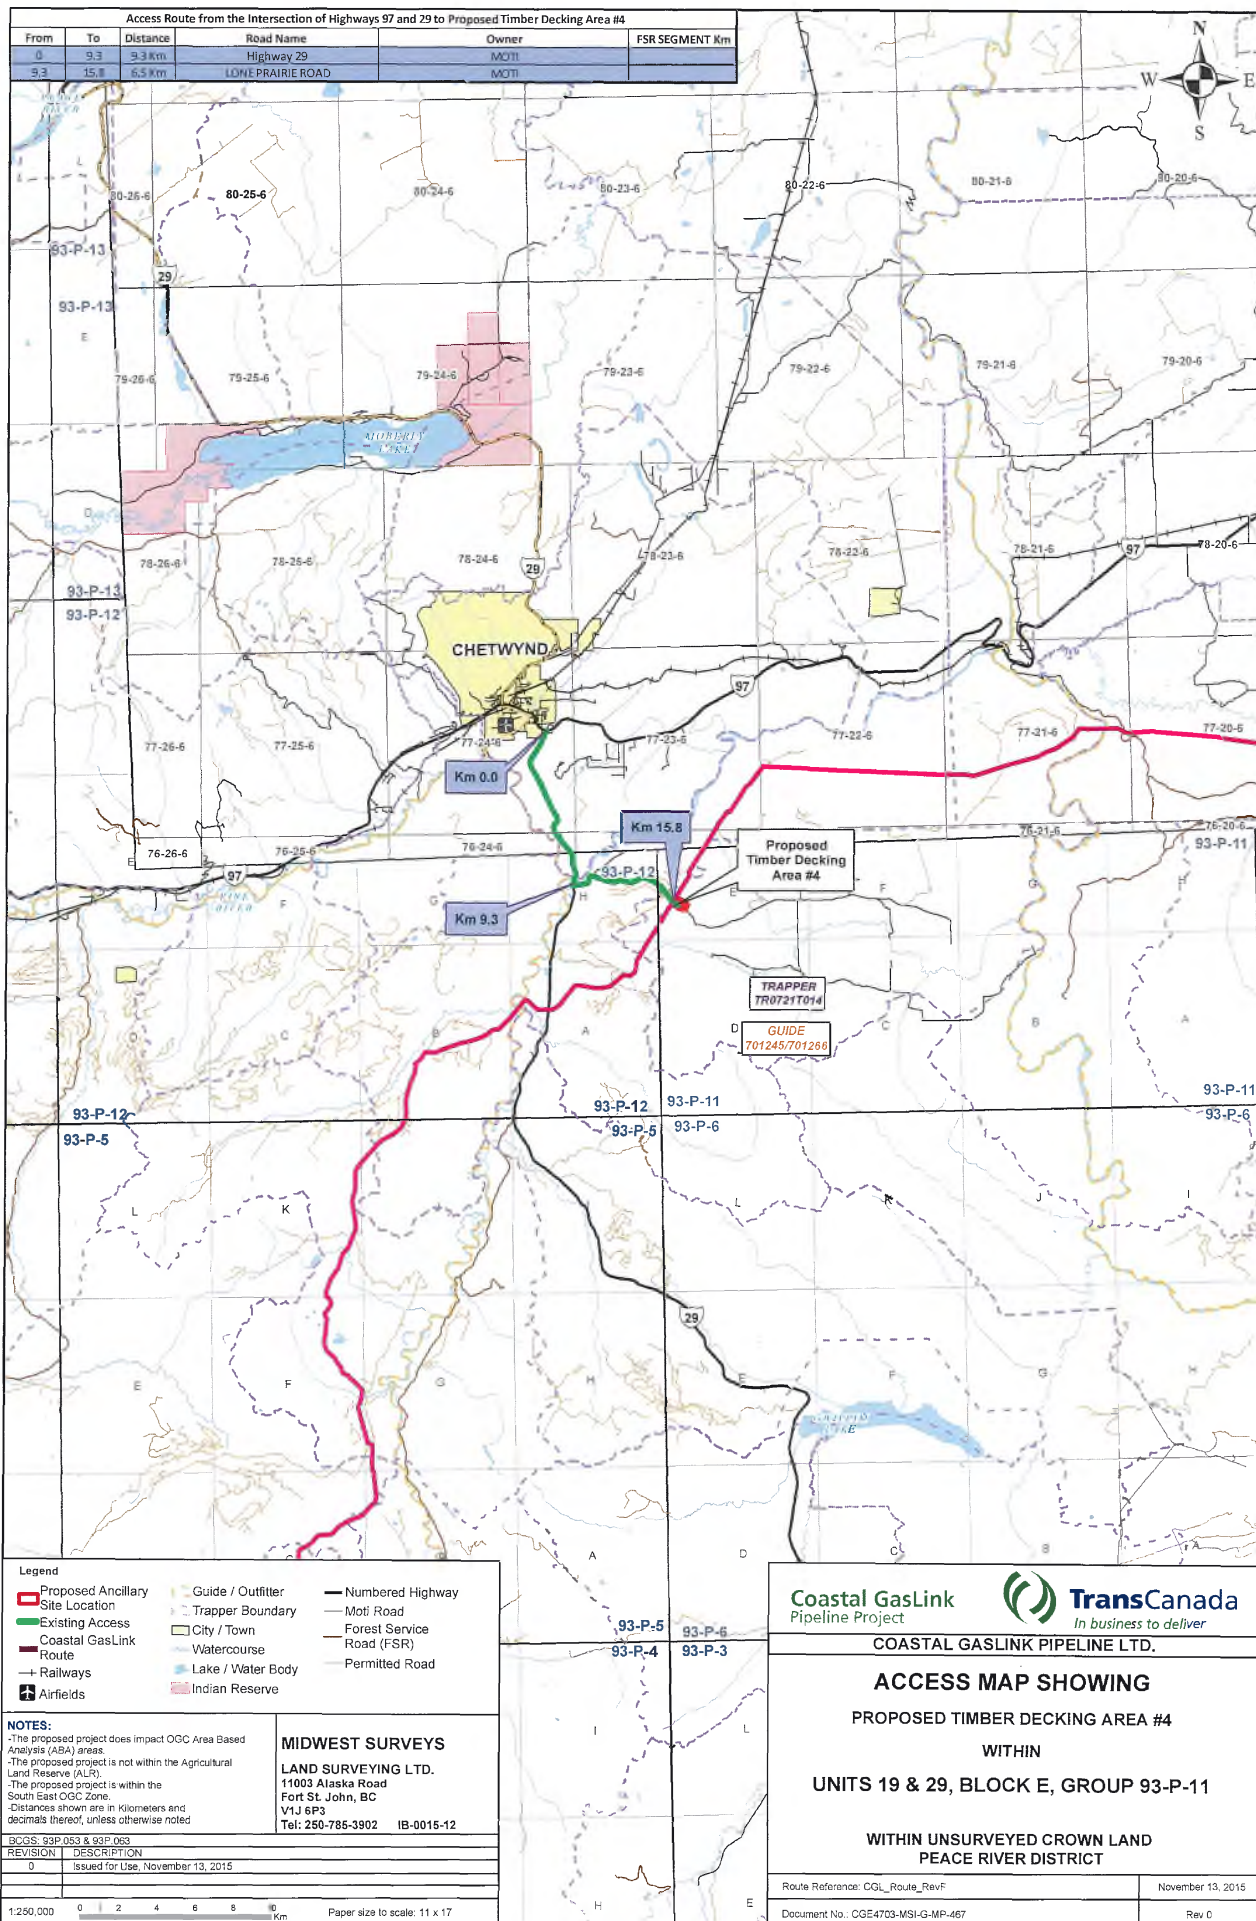 Access Route from the Intersection of Highways 97 and 29 to Proposed Timber Decking Area #4
From To Distance Road Name Owner FSR SEGMENT Km
0 9.3 9.3 Km Highway 29 MOTI
9.3 15.8 6.5 Km LONE PRAIRIE ROAD MOTI
N
W E
S
RIVER
L
80-26-6 80-25-6 80-24-6 80-23-6 80-22-6 80-21-6 80-20-6
93-P-13
29
93-P-13
E
79-26-6 79-25-6 79-24-6 79-23-6 79-22-6 79-21-6 79-20-6
MOBERLY
LAKE
D
78-26-6 78-25-6 78-24-6 29 78-23-6 78-22-6 78-21-6 97 78-20-6
93-P-13
93-P-12
CHETWYND
97
77-26-6 77-25-6 77-24-6 77-23-6 77-22-6 77-21-6 77-20-6
Km 0.0
Km 15.8
76-26-6 76-25-6 76-24-6 76-21-6 76-20-6
93-P-11
E
Proposed
Timber Decking
Area #4
97
93-P-12
PINE
RIVER
F G H E F G H
Km 9.3
TRAPPER
TR0721T014
GUIDE
701245/701266
D C B A D C B A
93-P-12 93-P-12 93-P-11 93-P-11
93-P-5 93-P-5 93-P-6 93-P-6
L K L K J I
29
E F G H E F G H
LAKE
A D C B A
93-P-5 93-P-6
93-P-4 93-P-3
I L
H E
Legend
Proposed Ancillary
Site Location
Existing Access
Coastal GasLink
Route
Railways
Airfields
Guide / Outfitter
Trapper Boundary
City / Town
Watercourse
Lake / Water Body
Indian Reserve
Numbered Highway
Moti Road
Forest Service
Road (FSR)
Permitted Road
NOTES:
-The proposed project does impact OGC Area Based
Analysis (ABA) areas.
-The proposed project is not within the Agricultural
Land Reserve (ALR).
-The proposed project is within the
South East OGC Zone.
-Distances shown are in Kilometers and
decimals thereof, unless otherwise noted
MIDWEST SURVEYS
LAND SURVEYING LTD.
11003 Alaska Road
Fort St. John, BC
V1J 6P3
Tel: 250-785-3902 IB-0015-12
BCGS: 93P.053 & 93P.063
REVISION DESCRIPTION
0 Issued for Use, November 13, 2015
1:250,000 0 2 4 6 8 Km Paper size to scale: 11 x 17
Coastal GasLink
Pipeline Project
TransCanada
In business to deliver
COASTAL GASLINK PIPELINE LTD.
ACCESS MAP SHOWING
PROPOSED TIMBER DECKING AREA #4
WITHIN
UNITS 19 & 29, BLOCK E, GROUP 93-P-11
WITHIN UNSURVEYED CROWN LAND
PEACE RIVER DISTRICT
Route Reference: CGL_Route_RevF November 13, 2015
Document No.: CGE4703-MSI-G-MP-467 Rev 0